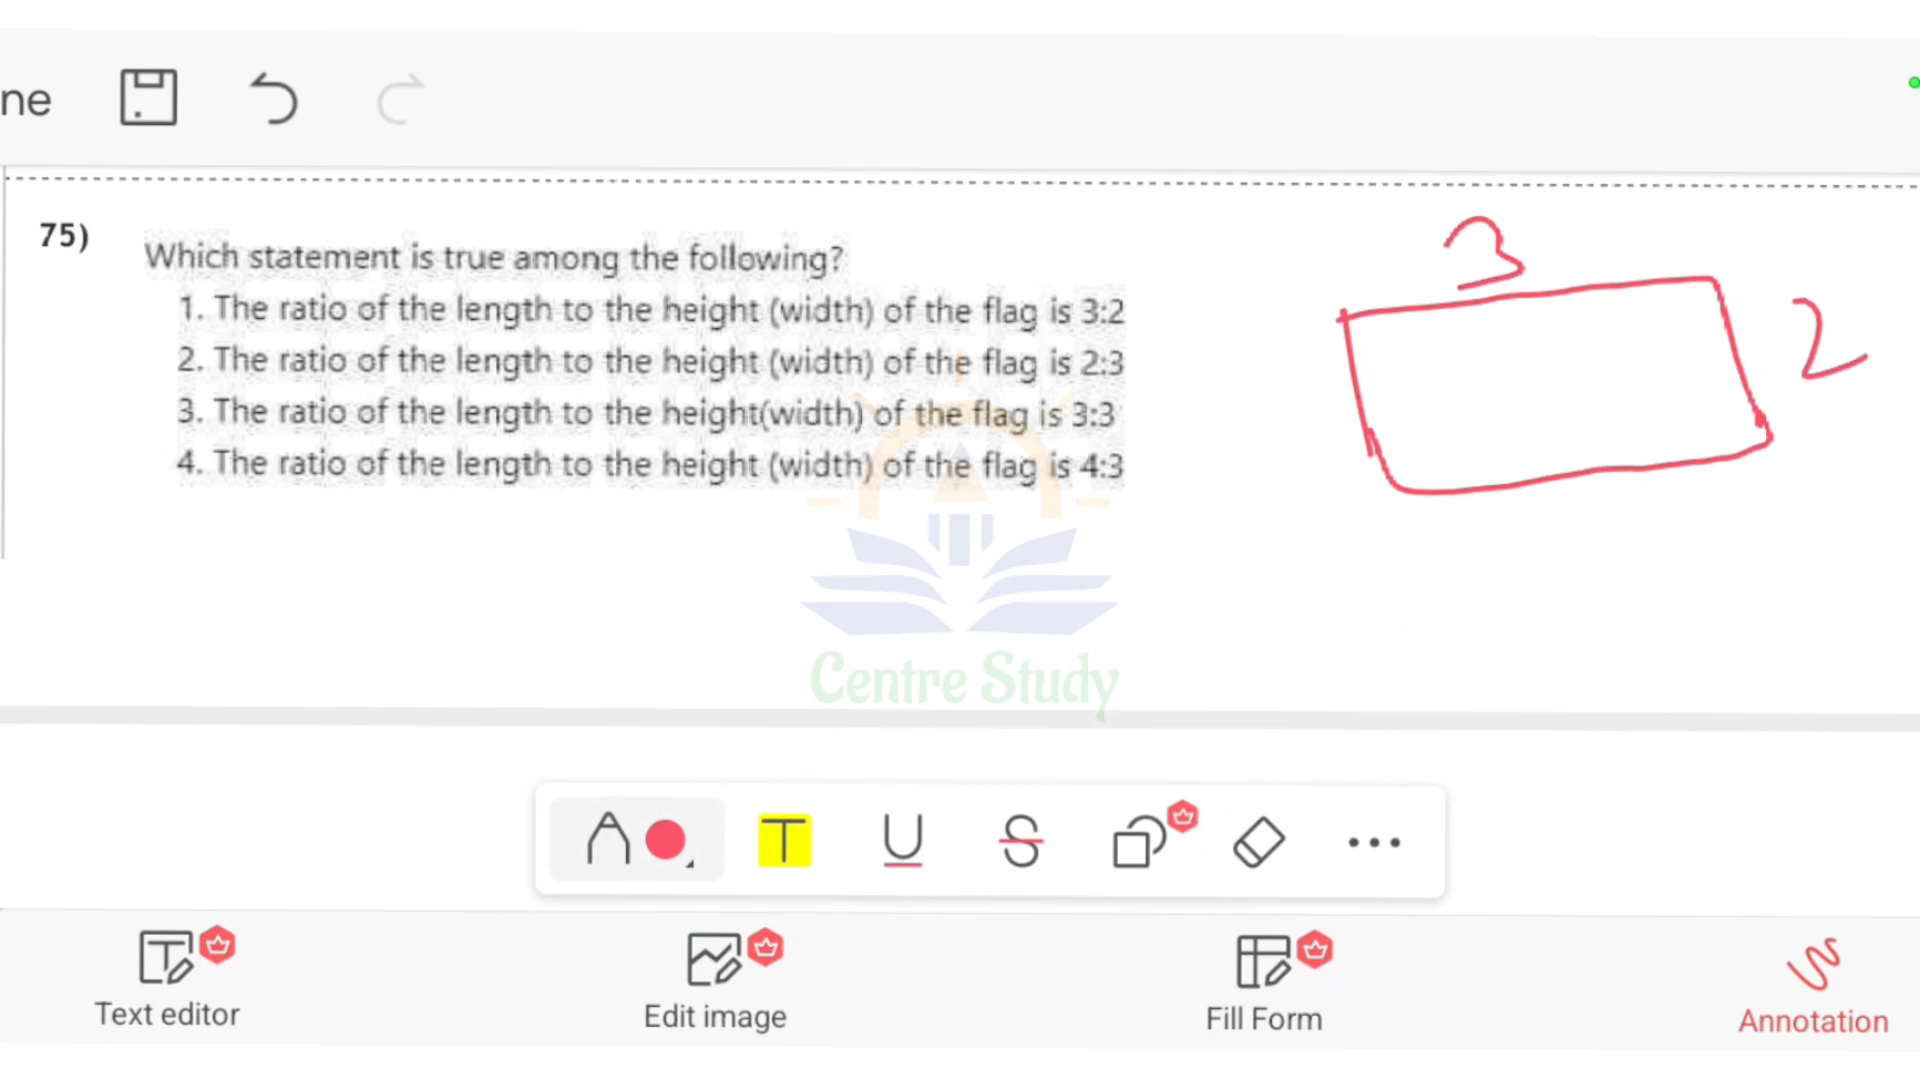 ne
75)
Which statement is true among the following?
1. The ratio of the length to the height (width) of the flag is 3:2
2. The ratio of the length to the height (width) of the flag is 2:3
3. The ratio of the length to the height(width) of the flag is 3:3
4. The ratio of the length to the height (width) of the flag is 4:3
3
2
Centre Study
T
U
S
Text editor
Edit image
Fill Form
Annotation